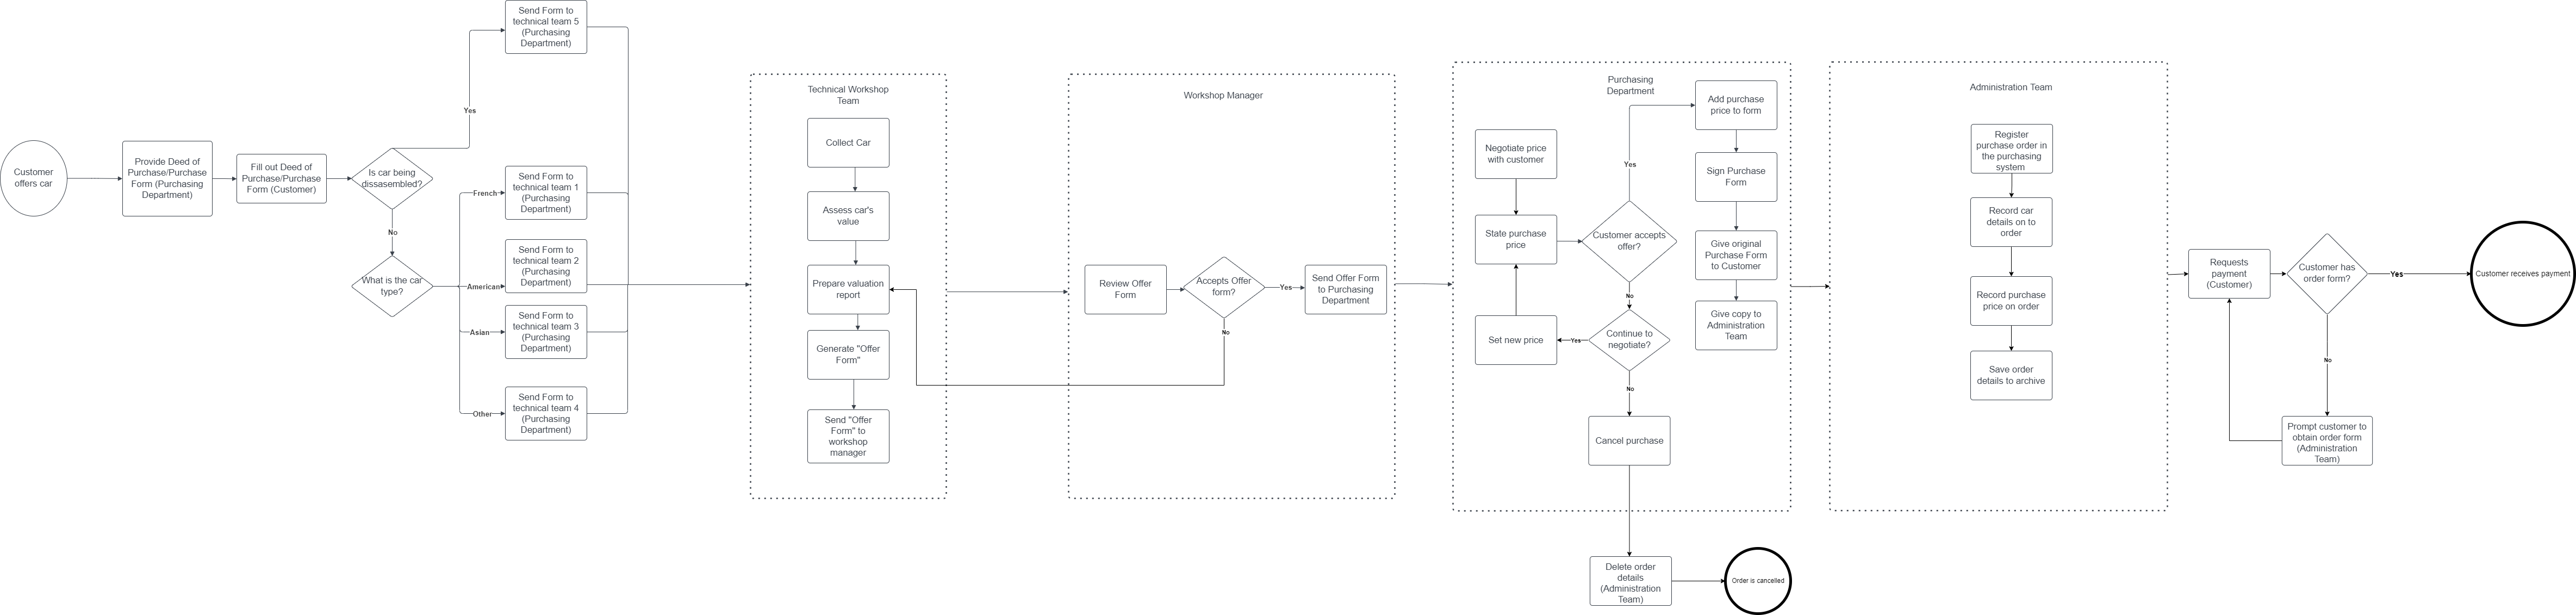 Customer
offers car
Provide Deed of
Purchase/Purchase
Form (Purchasing
Department)
Fill out Deed of
Purchase/Purchase
Form (Customer)
Is car being
dissasembled?
Yes
No
What is the car
type?
Send Form to
technical team 5
(Purchasing
Department)
French
Send Form to
technical team 1
(Purchasing
Department)
American
Send Form to
technical team 2
(Purchasing
Department)
Asian
Send Form to
technical team 3
(Purchasing
Department)
Other
Send Form to
technical team 4
(Purchasing
Department)
Technical Workshop
Team
Collect Car
Assess car's
value
Prepare valuation
report
Generate "Offer
Form"
Send "Offer
Form" to
workshop
manager
Workshop Manager
Review Offer
Form
Accepts Offer
form?
Yes
No
Send Offer Form
to Purchasing
Department
Purchasing
Department
Negotiate price
with customer
State purchase
price
Set new price
Customer accepts
offer?
Yes
No
Continue to
negotiate?
Yes
No
Cancel purchase
Add purchase
price to form
Sign Purchase
Form
Give original
Purchase Form
to Customer
Give copy to
Administration
Team
Delete order
details
(Administration
Team)
Order is cancelled
Administration Team
Register
purchase order in
the purchasing
system
Record car
details on to
order
Record purchase
price on order
Save order
details to archive
Requests
payment
(Customer)
Customer has
order form?
Yes
No
Prompt customer to
obtain order form
(Administration
Team)
Customer receives payment